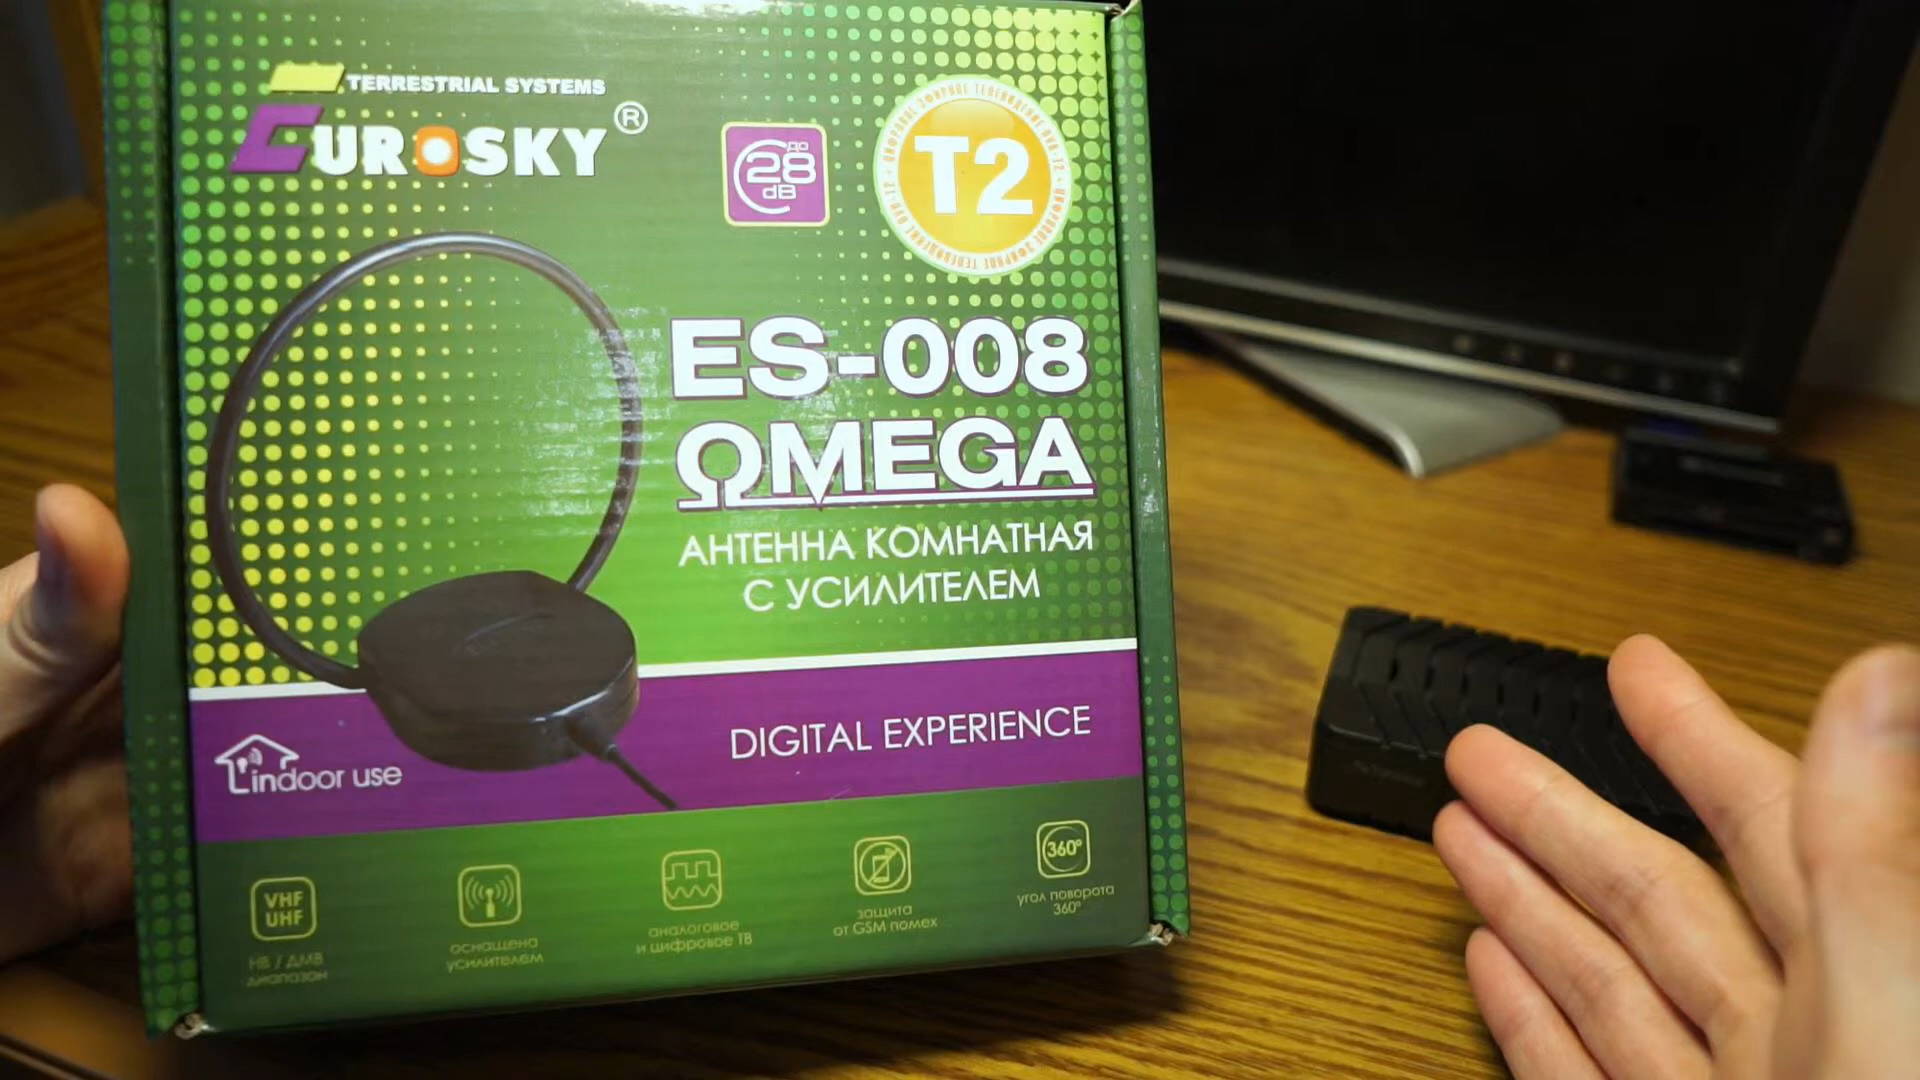 TERRESTRIAL SYSTEMS
EUROSKY®
до
28
dB
T2
ES-008
ΩMEGA
АНТЕННА КОМНАТНАЯ
С УСИЛИТЕЛЕМ
DIGITAL EXPERIENCE
indoor use
VHF
UHF
НВ / ДМВ
диапазон
оснащена
усилителем
аналоговое
и цифровое ТВ
защита
от GSM помех
360°
угол поворота
360°